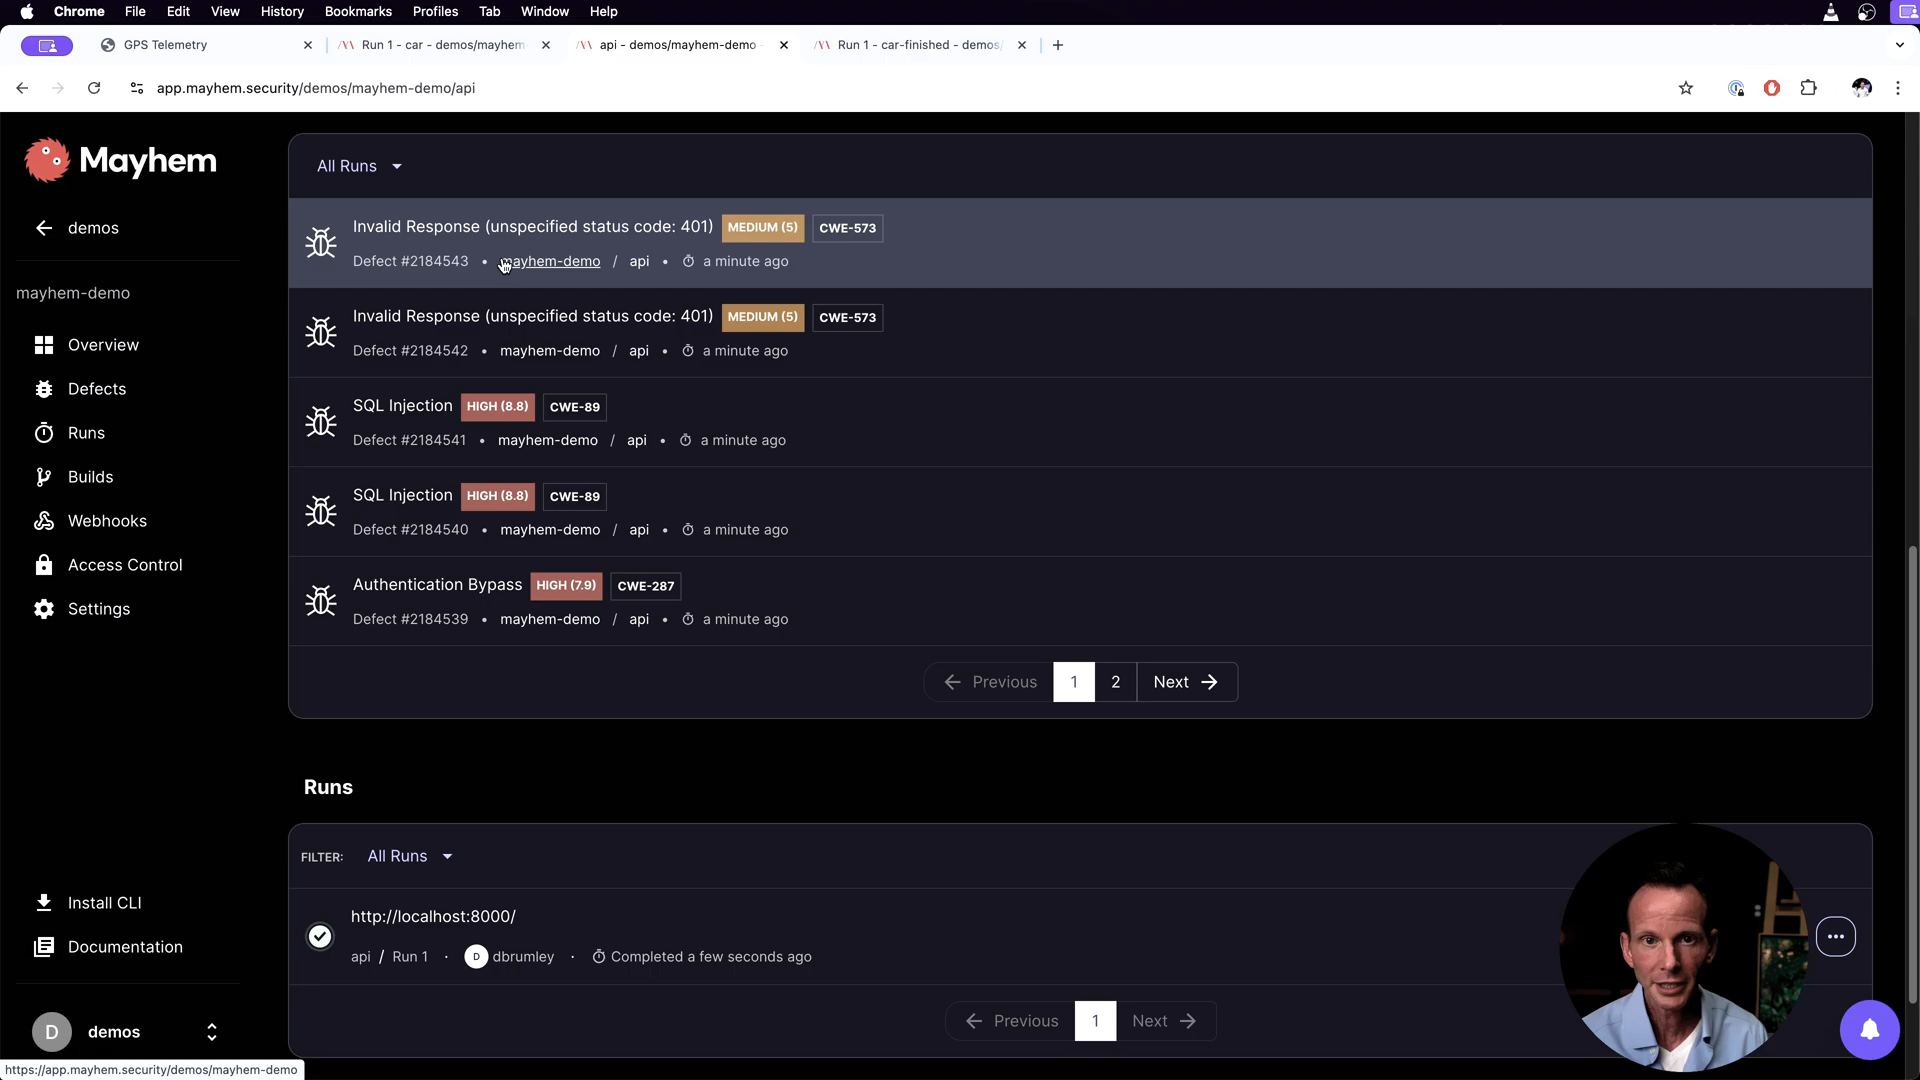 Chrome File Edit View History Bookmarks Profiles Tab Window Help
GPS Telemetry
Run 1 - car - demos/mayhem-
api - demos/mayhem-demo -
Run 1 - car-finished - demos/
app.mayhem.security/demos/mayhem-demo/api
Mayhem
demos
mayhem-demo
Overview
Defects
Runs
Builds
Webhooks
Access Control
Settings
Install CLI
Documentation
D demos
https://app.mayhem.security/demos/mayhem-demo
All Runs
Invalid Response (unspecified status code: 401) MEDIUM (5) CWE-573
Defect #2184543 • mayhem-demo / api • a minute ago
Invalid Response (unspecified status code: 401) MEDIUM (5) CWE-573
Defect #2184542 • mayhem-demo / api • a minute ago
SQL Injection HIGH (8.8) CWE-89
Defect #2184541 • mayhem-demo / api • a minute ago
SQL Injection HIGH (8.8) CWE-89
Defect #2184540 • mayhem-demo / api • a minute ago
Authentication Bypass HIGH (7.9) CWE-287
Defect #2184539 • mayhem-demo / api • a minute ago
Previous 1 2 Next
Runs
FILTER: All Runs
http://localhost:8000/
api / Run 1 · D dbrumley · Completed a few seconds ago
Previous 1 Next